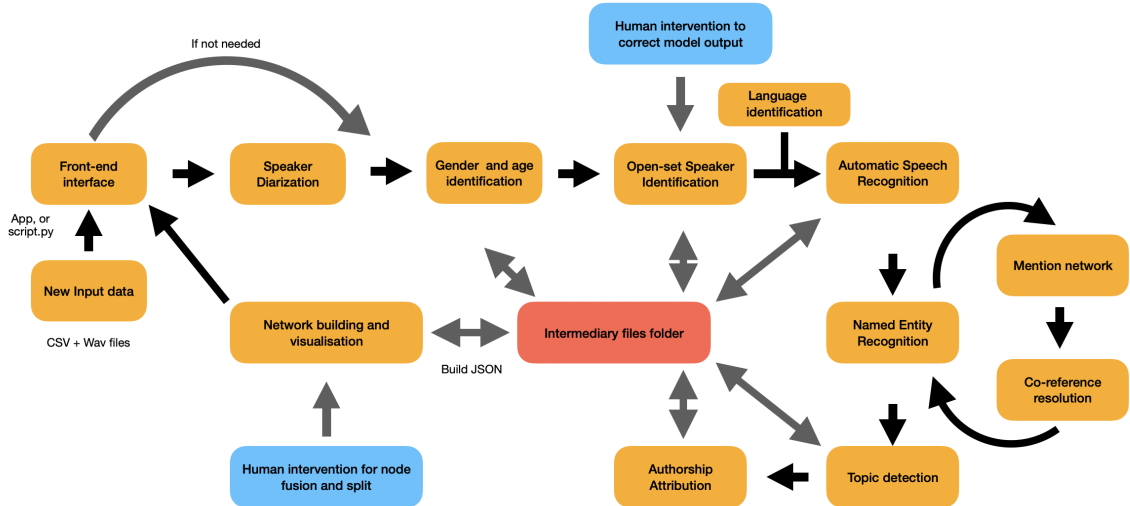 Human intervention to
correct model output
If not needed
Language
identification
Front-end
interface
Speaker
Diarization
Gender and age
identification
Open-set Speaker
Identification
Automatic Speech
Recognition
App, or
script.py
New Input data
CSV + Wav files
Mention network
Network building and
visualisation
Build JSON
Intermediary files folder
Named Entity
Recognition
Co-reference
resolution
Human intervention for node
fusion and split
Authorship
Attribution
Topic detection